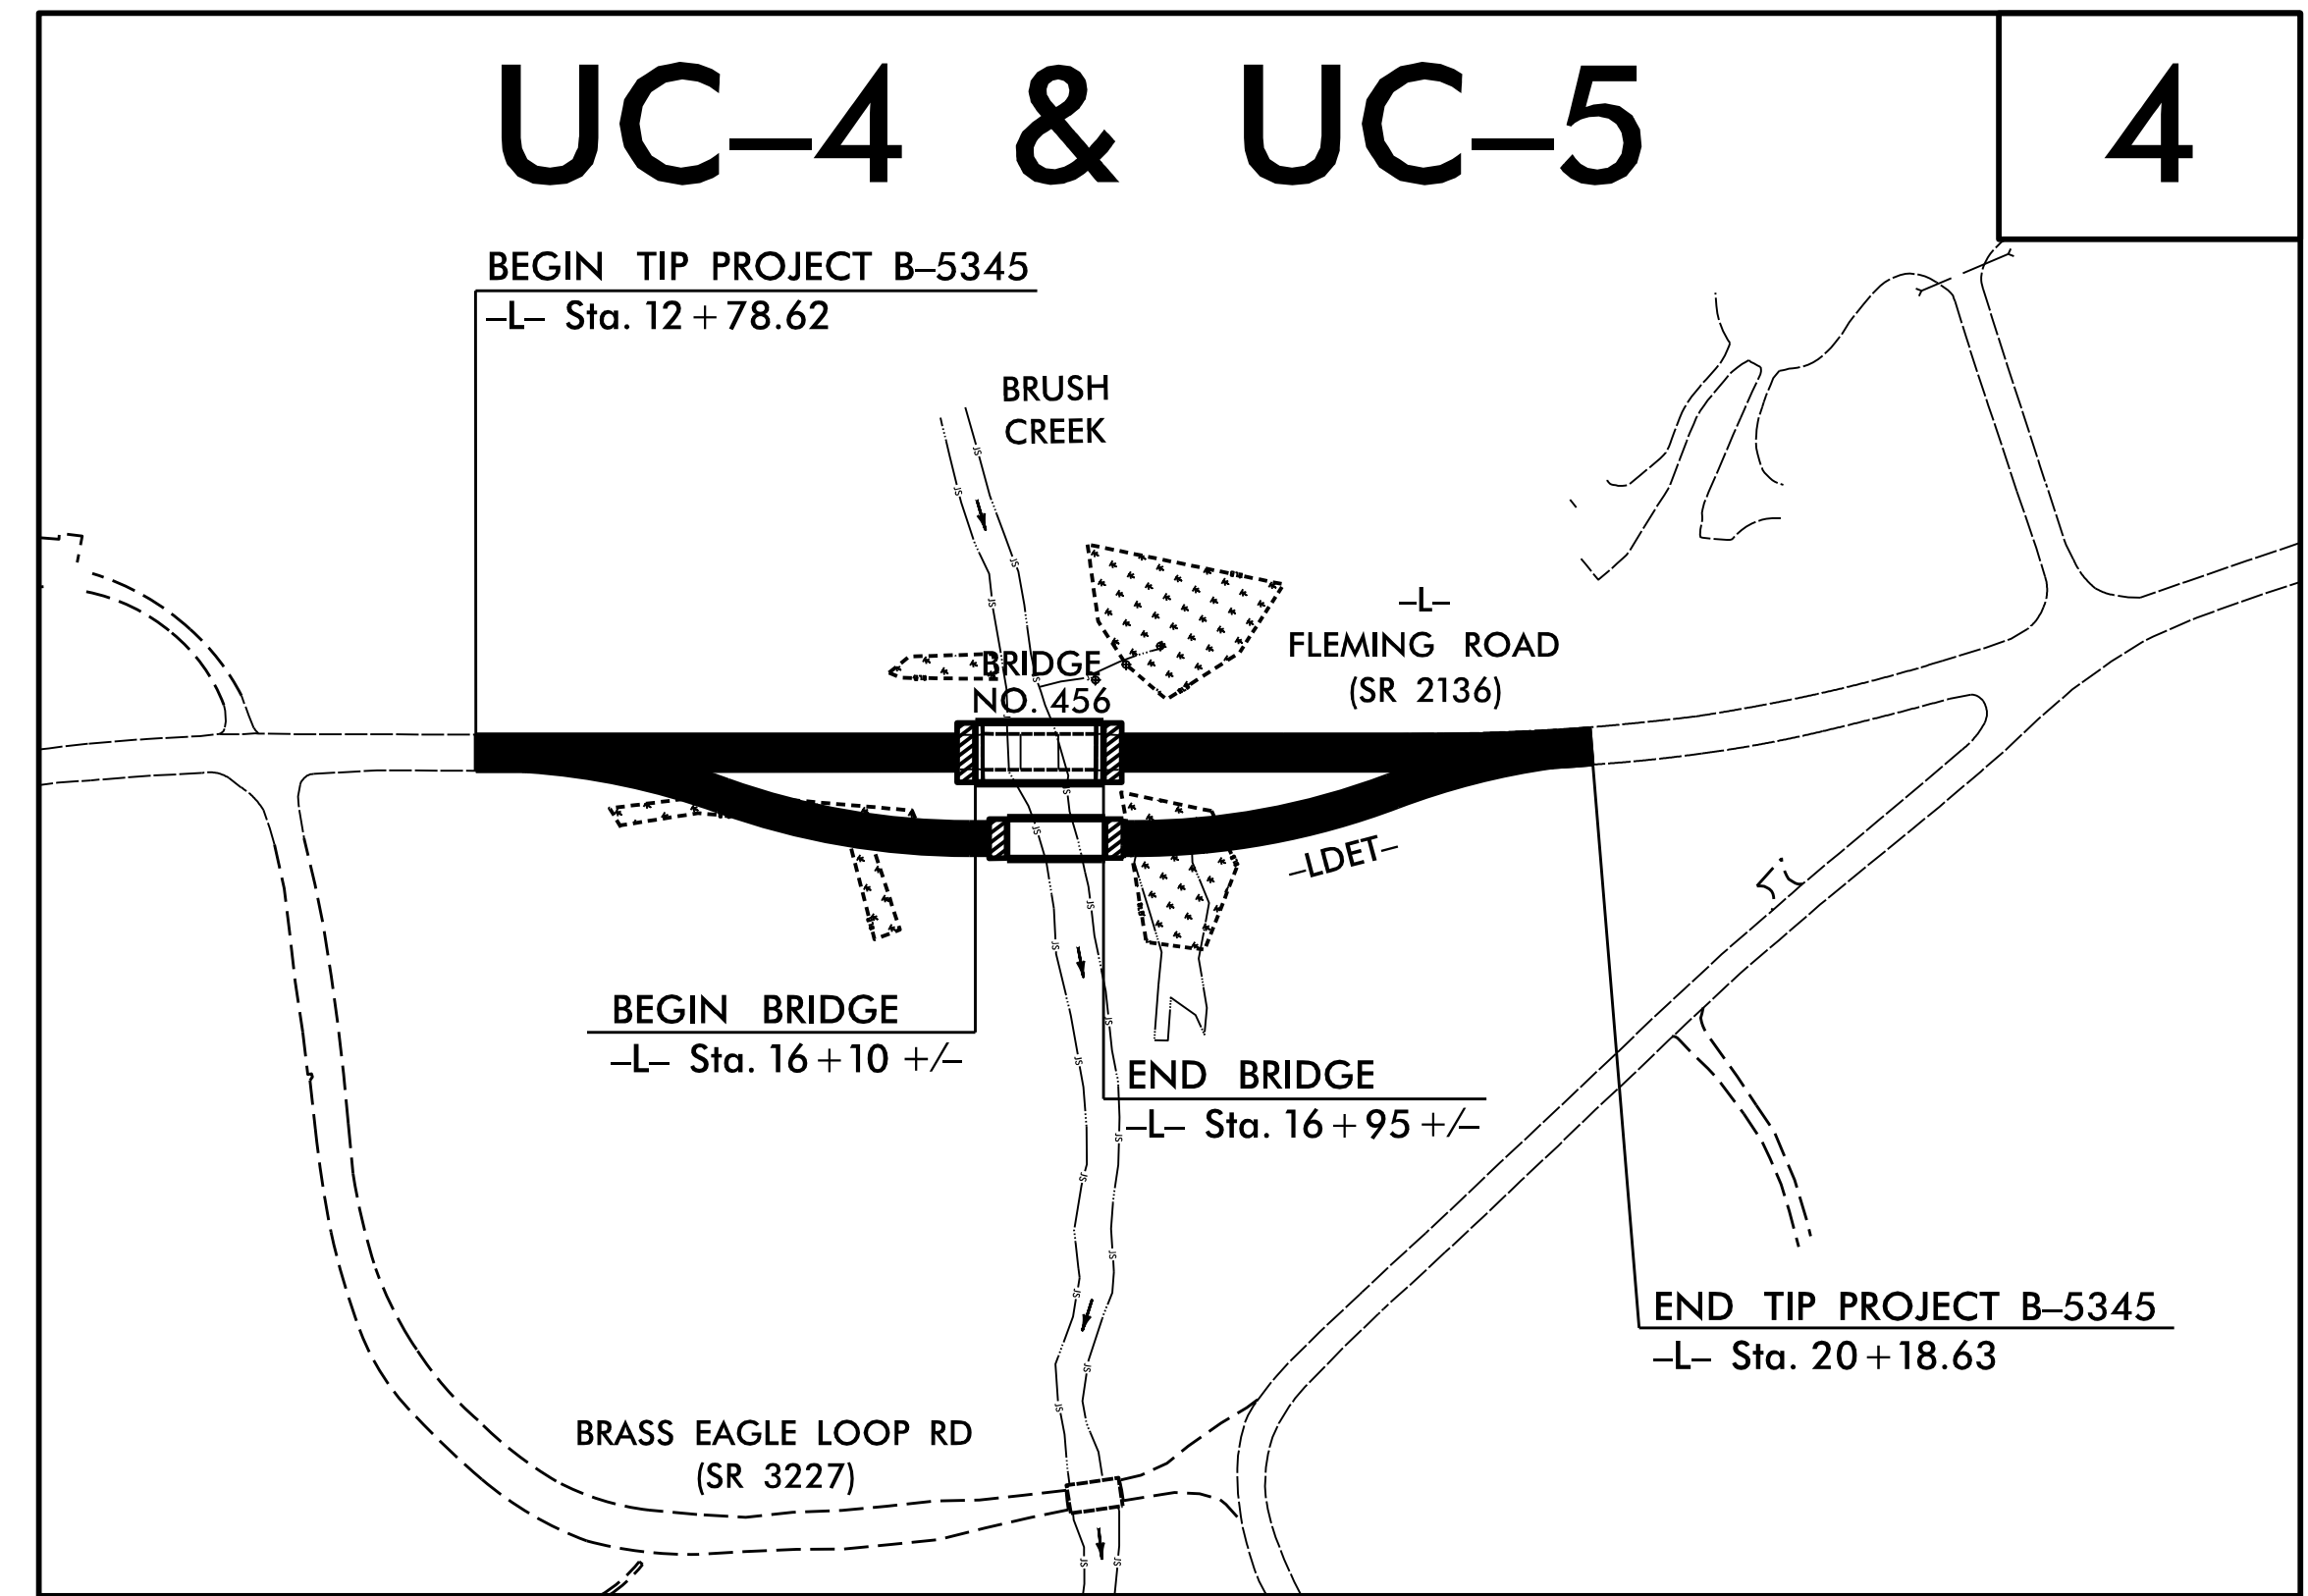 UC–4 & UC–5
4
BEGIN TIP PROJECT B–5345
–L– Sta. 12+78.62
BRUSH
CREEK
–L–
FLEMING ROAD
(SR 2136)
BRIDGE
NO. 456
–LDET–
BEGIN BRIDGE
–L– Sta. 16+10 +/–
END BRIDGE
–L– Sta. 16+95 +/–
END TIP PROJECT B–5345
–L– Sta. 20+18.63
BRASS EAGLE LOOP RD
(SR 3227)